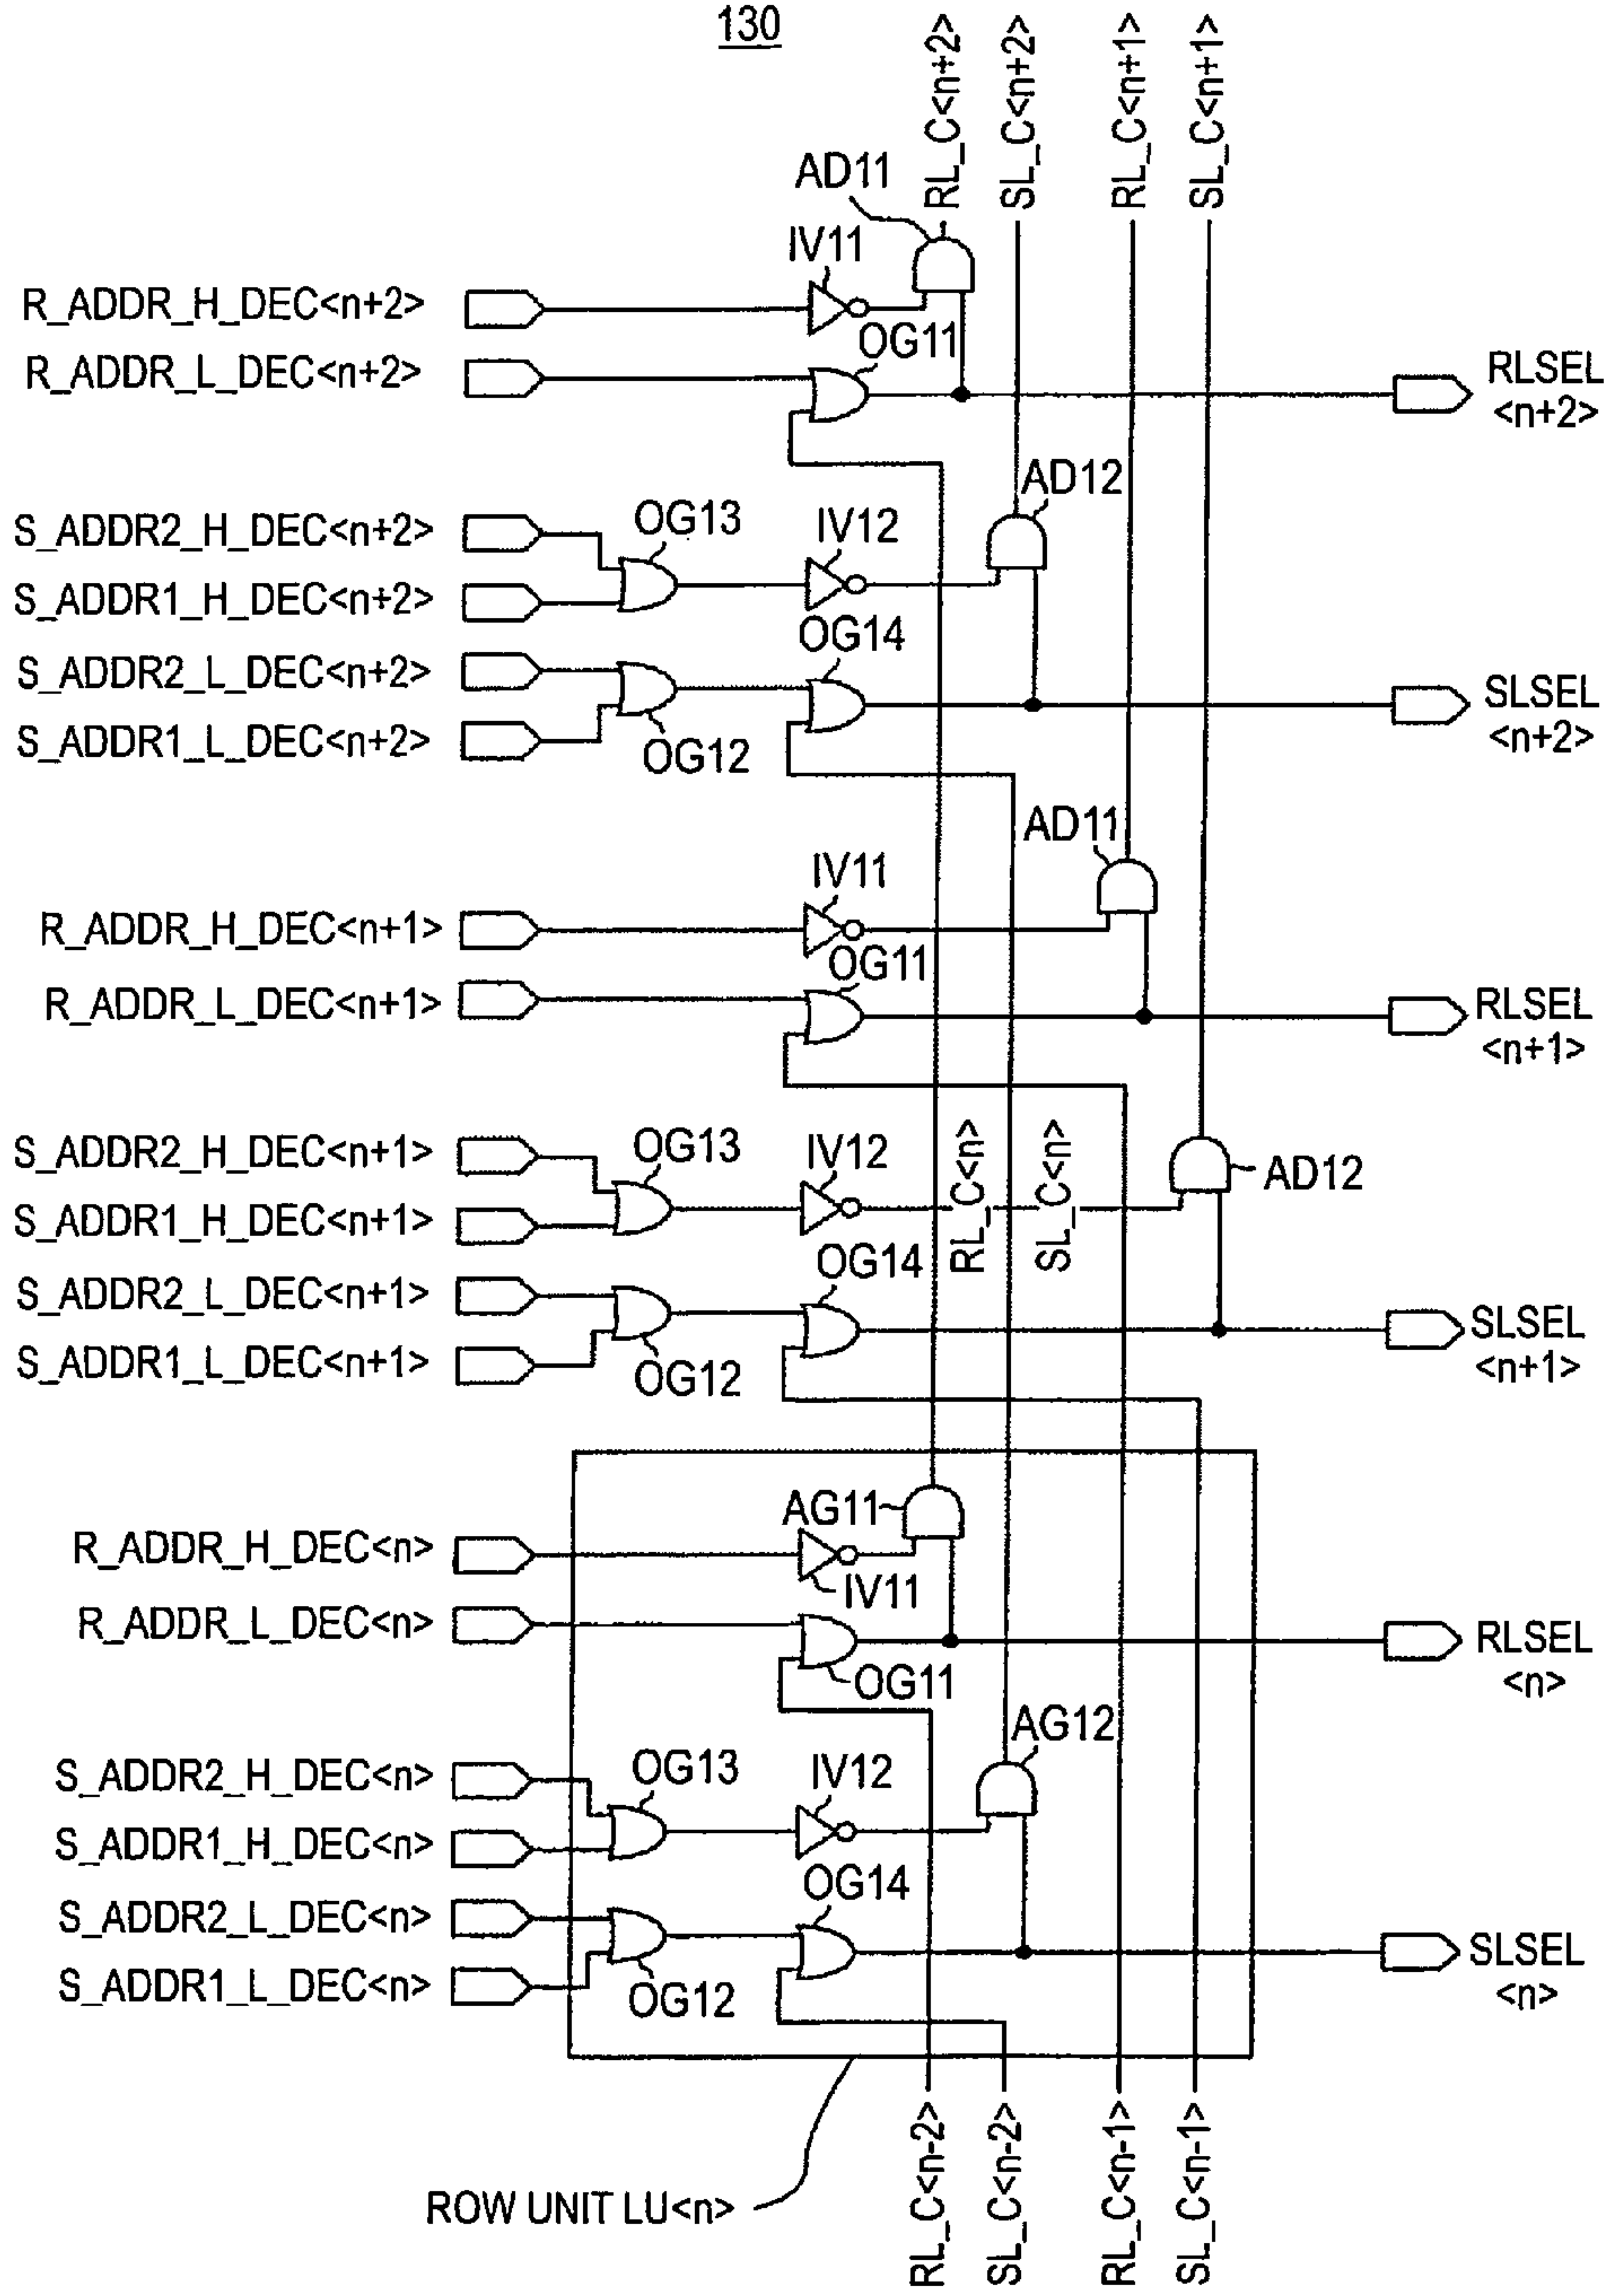 130
RL_C<n+2>
SL_C<n+2>
RL_C<n+1>
SL_C<n+1>
AD11
IV11
R_ADDR_H_DEC<n+2>
OG11
R_ADDR_L_DEC<n+2>
RLSEL
<n+2>
AD12
S_ADDR2_H_DEC<n+2>
OG13
IV12
S_ADDR1_H_DEC<n+2>
OG14
S_ADDR2_L_DEC<n+2>
SLSEL
<n+2>
S_ADDR1_L_DEC<n+2>
OG12
AD11
IV11
R_ADDR_H_DEC<n+1>
OG11
R_ADDR_L_DEC<n+1>
RLSEL
<n+1>
S_ADDR2_H_DEC<n+1>
OG13
IV12
RL_C<n>
SL_C<n>
AD12
S_ADDR1_H_DEC<n+1>
OG14
S_ADDR2_L_DEC<n+1>
SLSEL
<n+1>
S_ADDR1_L_DEC<n+1>
OG12
AG11
R_ADDR_H_DEC<n>
IV11
R_ADDR_L_DEC<n>
RLSEL
<n>
OG11
AG12
S_ADDR2_H_DEC<n>
OG13
IV12
S_ADDR1_H_DEC<n>
OG14
S_ADDR2_L_DEC<n>
SLSEL
<n>
S_ADDR1_L_DEC<n>
OG12
ROW UNIT LU<n>
RL_C<n-2>
SL_C<n-2>
RL_C<n-1>
SL_C<n-1>